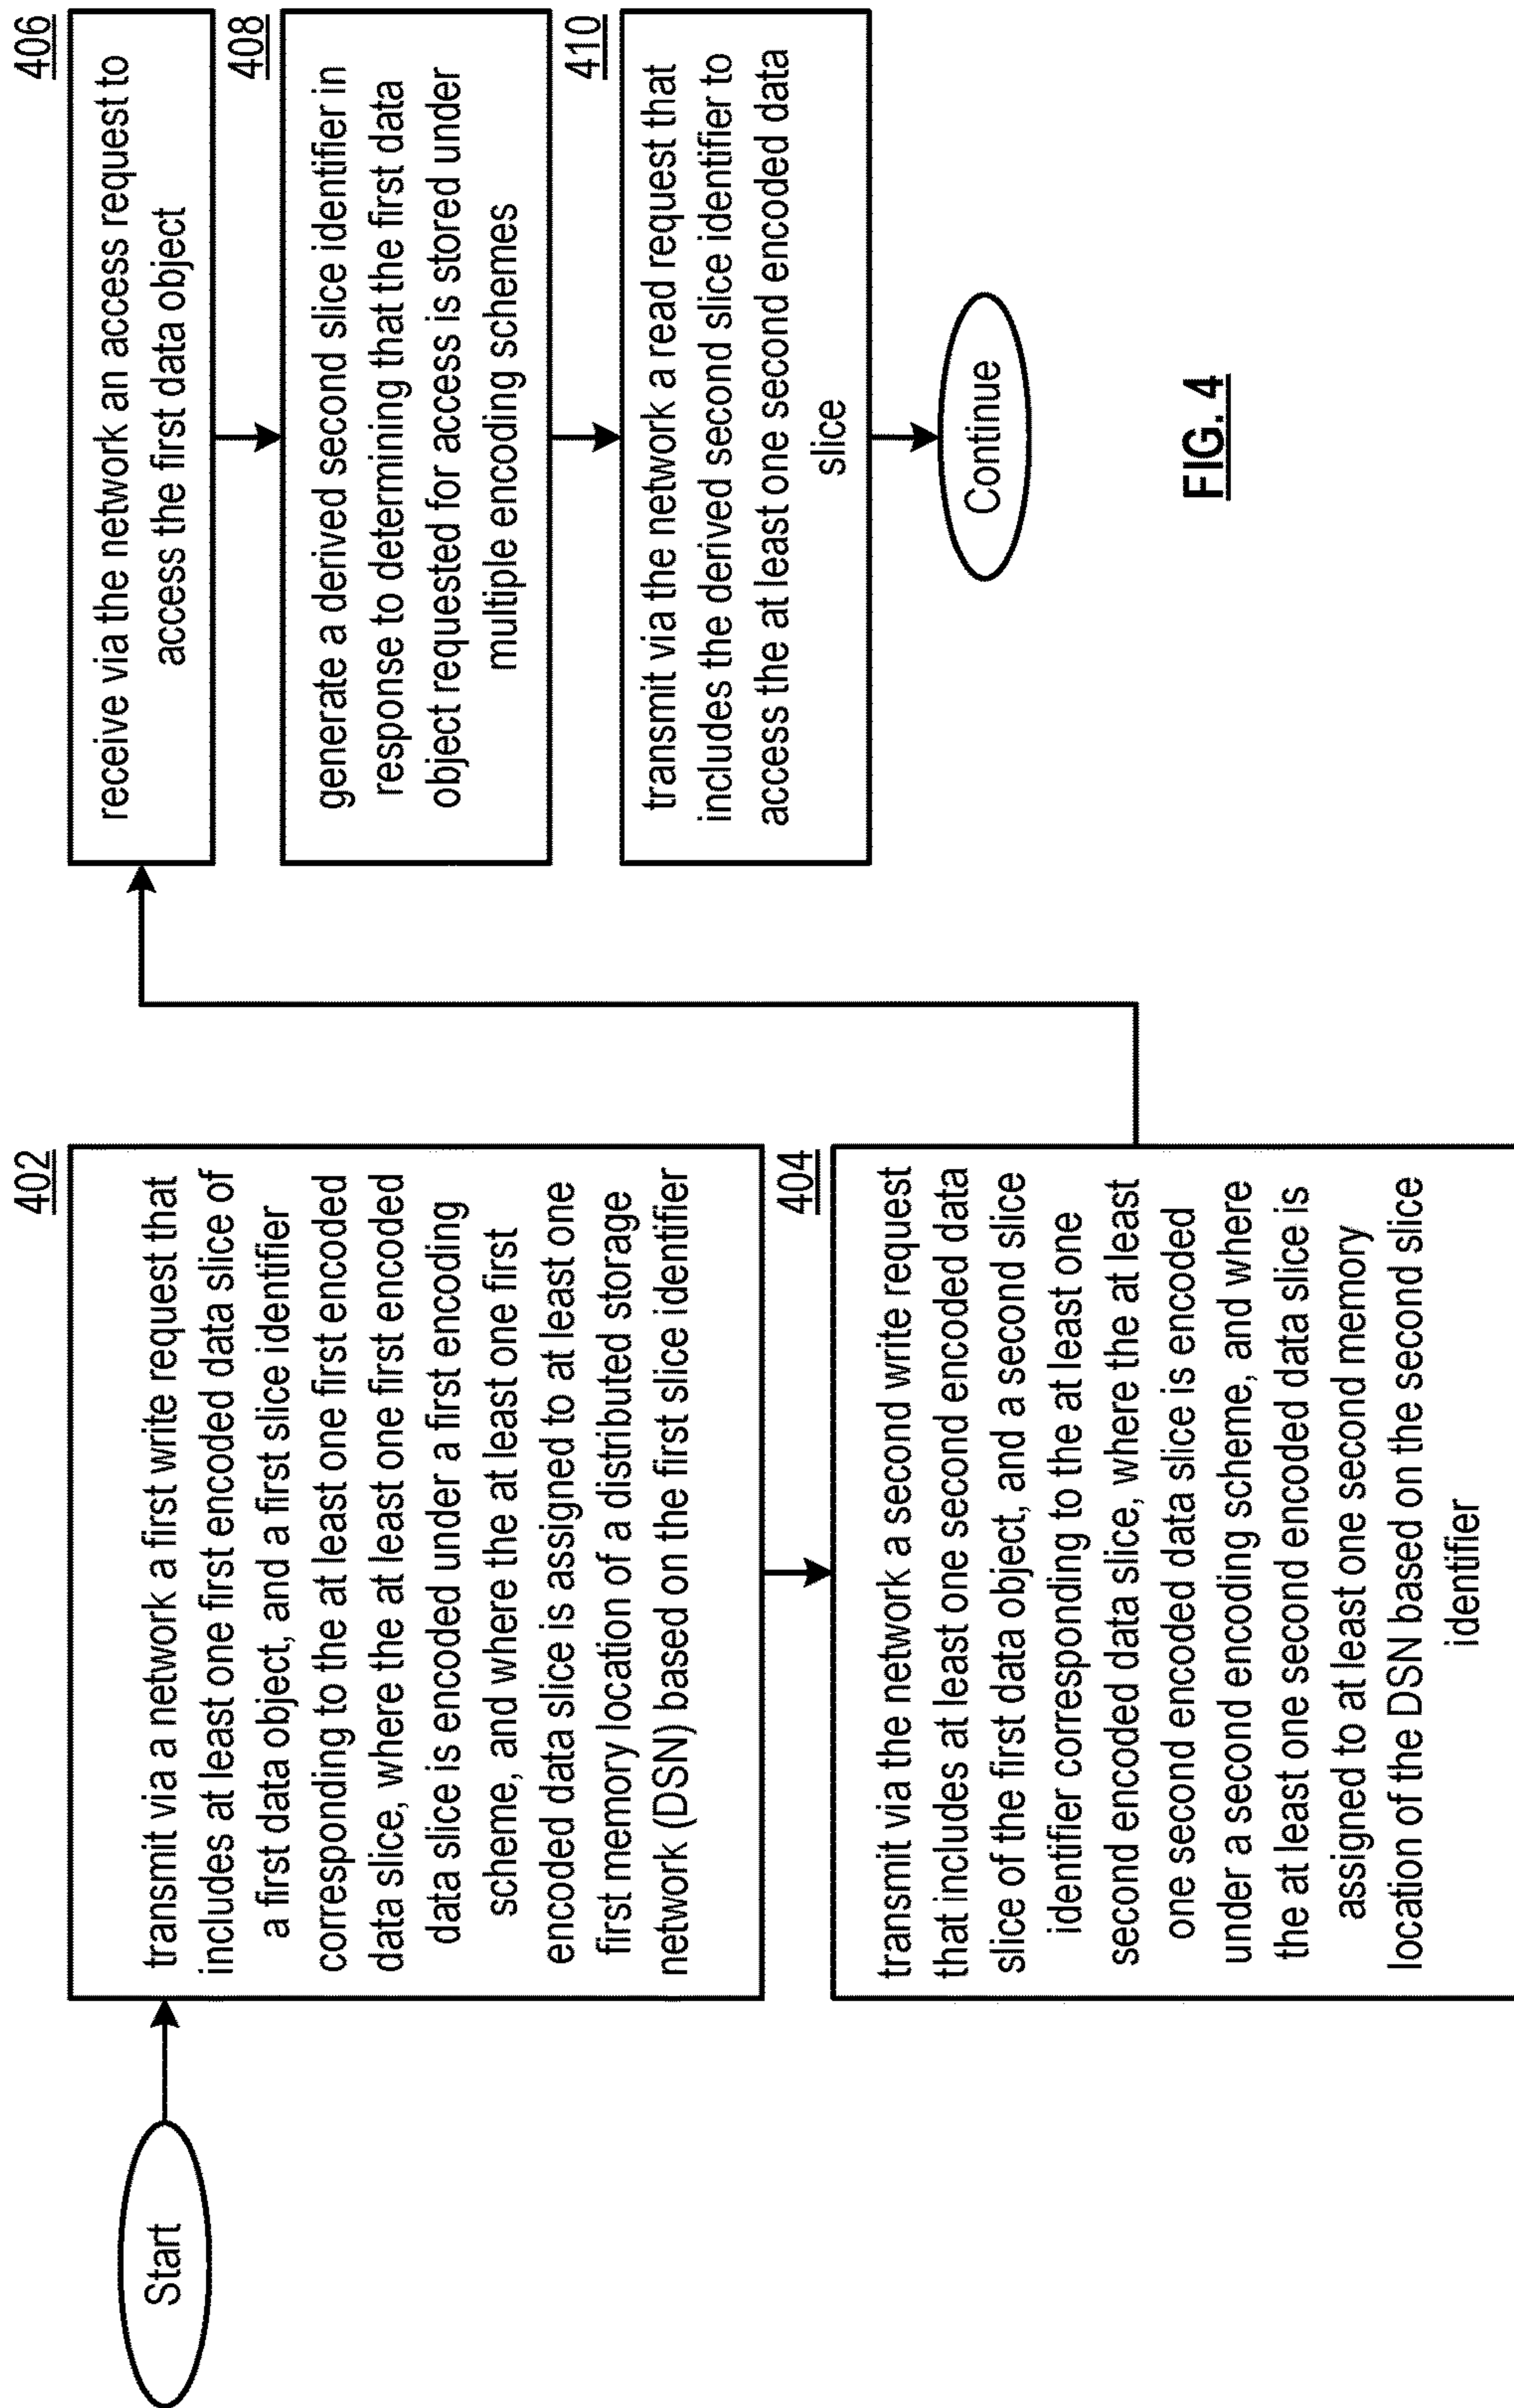 Start
402
transmit via a network a first write request that
includes at least one first encoded data slice of
a first data object, and a first slice identifier
corresponding to the at least one first encoded
data slice, where the at least one first encoded
data slice is encoded under a first encoding
scheme, and where the at least one first
encoded data slice is assigned to at least one
first memory location of a distributed storage
network (DSN) based on the first slice identifier
404
transmit via the network a second write request
that includes at least one second encoded data
slice of the first data object, and a second slice
identifier corresponding to the at least one
second encoded data slice, where the at least
one second encoded data slice is encoded
under a second encoding scheme, and where
the at least one second encoded data slice is
assigned to at least one second memory
location of the DSN based on the second slice
identifier
406
receive via the network an access request to
access the first data object
408
generate a derived second slice identifier in
response to determining that the first data
object requested for access is stored under
multiple encoding schemes
410
transmit via the network a read request that
includes the derived second slice identifier to
access the at least one second encoded data
slice
Continue
FIG. 4